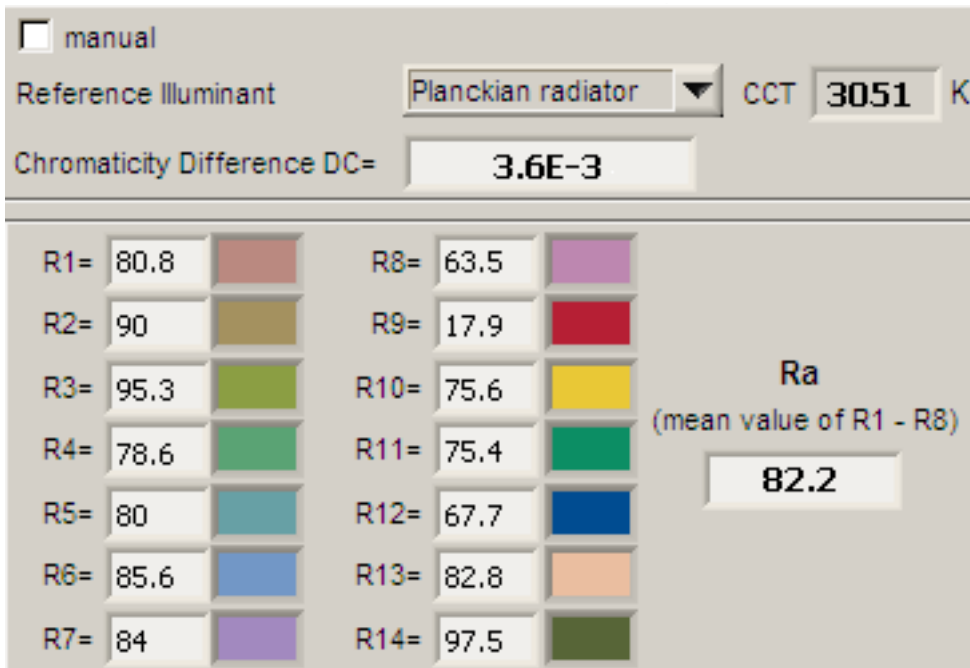 manual
Reference Illuminant Planckian radiator CCT 3051 K
Chromaticity Difference DC= 3.6E-3
R1= 80.8 R8= 63.5
R2= 90 R9= 17.9
R3= 95.3 R10= 75.6
Ra
(mean value of R1 - R8)
R4= 78.6 R11= 75.4
82.2
R5= 80 R12= 67.7
R6= 85.6 R13= 82.8
R7= 84 R14= 97.5